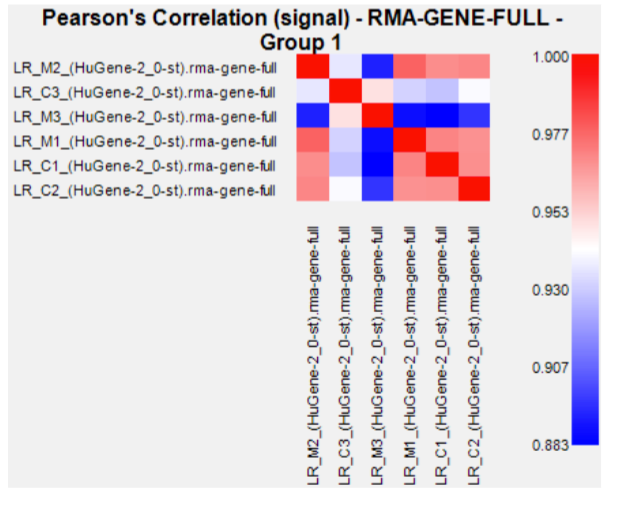 Pearson's Correlation (signal) - RMA-GENE-FULL -
Group 1
LR_M2_(HuGene-2_0-st).rma-gene-full
LR_C3_(HuGene-2_0-st).rma-gene-full
LR_M3_(HuGene-2_0-st).rma-gene-full
LR_M1_(HuGene-2_0-st).rma-gene-full
LR_C1_(HuGene-2_0-st).rma-gene-full
LR_C2_(HuGene-2_0-st).rma-gene-full
1.000
0.977
0.953
0.930
0.907
0.883
LR_M2_(HuGene-2_0-st).rma-gene-full
LR_C3_(HuGene-2_0-st).rma-gene-full
LR_M3_(HuGene-2_0-st).rma-gene-full
LR_M1_(HuGene-2_0-st).rma-gene-full
LR_C1_(HuGene-2_0-st).rma-gene-full
LR_C2_(HuGene-2_0-st).rma-gene-full